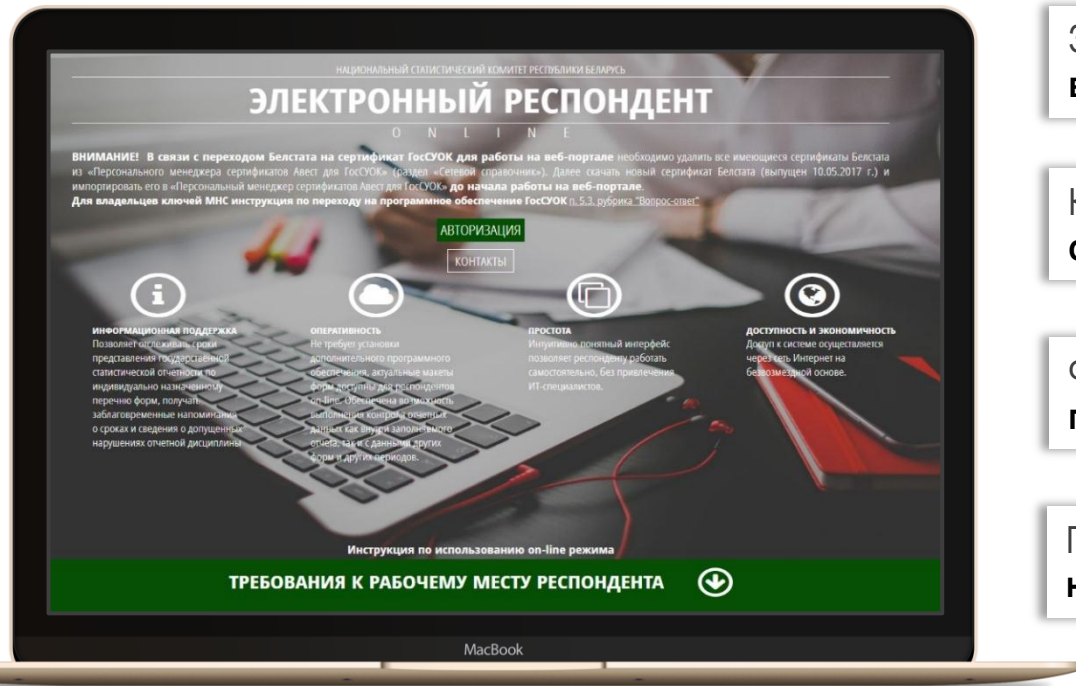 НАЦИОНАЛЬНЫЙ СТАТИСТИЧЕСКИЙ КОМИТЕТ РЕСПУБЛИКИ БЕЛАРУСЬ
ЭЛЕКТРОННЫЙ РЕСПОНДЕНТ
O N L I N E
ВНИМАНИЕ! В связи с переходом Белстата на сертификат ГосСУОК для работы на веб-портале необходимо удалить все имеющиеся сертификаты Белстата
из «Персонального менеджера сертификатов Авест для ГосСУОК» (раздел «Сетевой справочник»). Далее скачать новый сертификат Белстата (выпущен 10.05.2017 г.) и
импортировать его в «Персональный менеджер сертификатов Авест для ГосСУОК» до начала работы на веб-портале.
Для владельцев ключей МНС инструкция по переходу на программное обеспечение ГосСУОК п. 5.3. рубрика "Вопрос-ответ"
АВТОРИЗАЦИЯ
КОНТАКТЫ
ИНФОРМАЦИОННАЯ ПОДДЕРЖКА
Позволяет отслеживать сроки
представления государственной
статистической отчетности по
индивидуально назначенному
перечню форм, получать
заблаговременные напоминания
о сроках и сведения о допущенных
нарушениях отчетной дисциплины
ОПЕРАТИВНОСТЬ
Не требует установки
дополнительного программного
обеспечения, актуальные макеты
форм доступны для респондентов
on-line. Обеспечена возможность
выполнения контроля отчетных
данных как внутри заполняемого
отчета, так и с данными других
форм и других периодов.
ПРОСТОТА
Интуитивно понятный интерфейс
позволяет респонденту работать
самостоятельно, без привлечения
ИТ-специалистов.
ДОСТУПНОСТЬ И ЭКОНОМИЧНОСТЬ
Доступ к системе осуществляется
через сеть Интернет на
безвозмездной основе.
Инструкция по использованию on-line режима
ТРЕБОВАНИЯ К РАБОЧЕМУ МЕСТУ РЕСПОНДЕНТА
MacBook